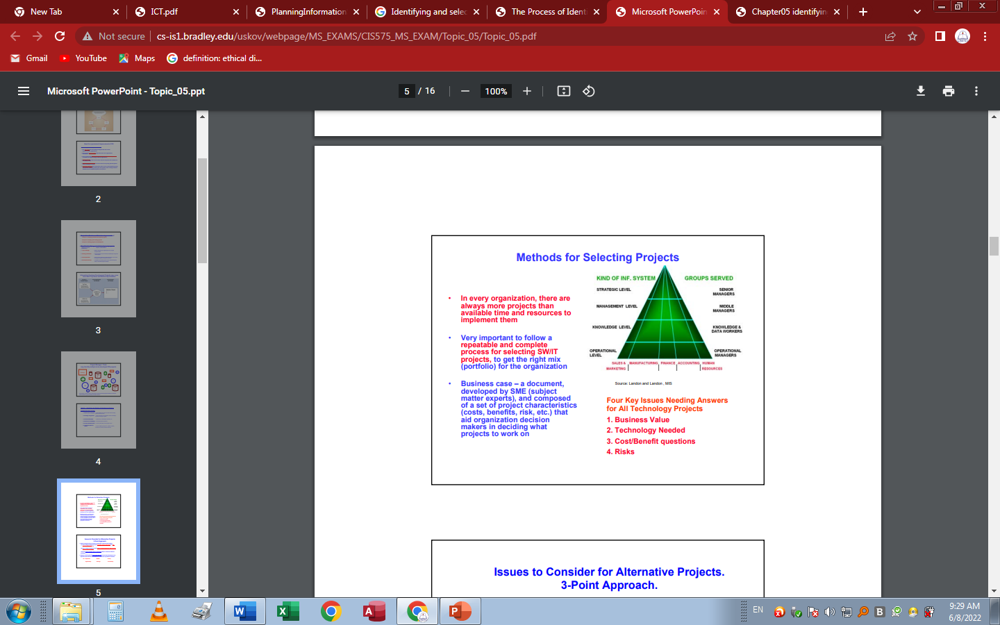 New Tab
ICT.pdf
PlanningInformation
Identifying and selec
The Process of Ident
Microsoft PowerPoin
Chapter05 identifyin
Not secure
cs-is1.bradley.edu/uskov/webpage/MS_EXAMS/CIS575_MS_EXAM/Topic_05/Topic_05.pdf
Gmail
YouTube
Maps
definition: ethical di...
Microsoft PowerPoint - Topic_05.ppt
5 / 16
100%
2
3
4
5
Methods for Selecting Projects
KIND OF INF. SYSTEM
GROUPS SERVED
STRATEGIC LEVEL
SENIOR
MANAGERS
MANAGEMENT LEVEL
MIDDLE
MANAGERS
KNOWLEDGE LEVEL
KNOWLEDGE &
DATA WORKERS
OPERATIONAL
LEVEL
OPERATIONAL
MANAGERS
SALES & MANUFACTURING FINANCE ACCOUNTING HUMAN
MARKETING RESOURCES
Source: Landon and Landon , MIS
• In every organization, there are
always more projects than
available time and resources to
implement them
• Very important to follow a
repeatable and complete
process for selecting SW/IT
projects, to get the right mix
(portfolio) for the organization
• Business case – a document,
developed by SME (subject
matter experts), and composed
of a set of project characteristics
(costs, benefits, risk, etc.) that
aid organization decision
makers in deciding what
projects to work on
Four Key Issues Needing Answers
for All Technology Projects
1. Business Value
2. Technology Needed
3. Cost/Benefit questions
4. Risks
Issues to Consider for Alternative Projects.
3-Point Approach.
EN
9:29 AM
6/8/2022